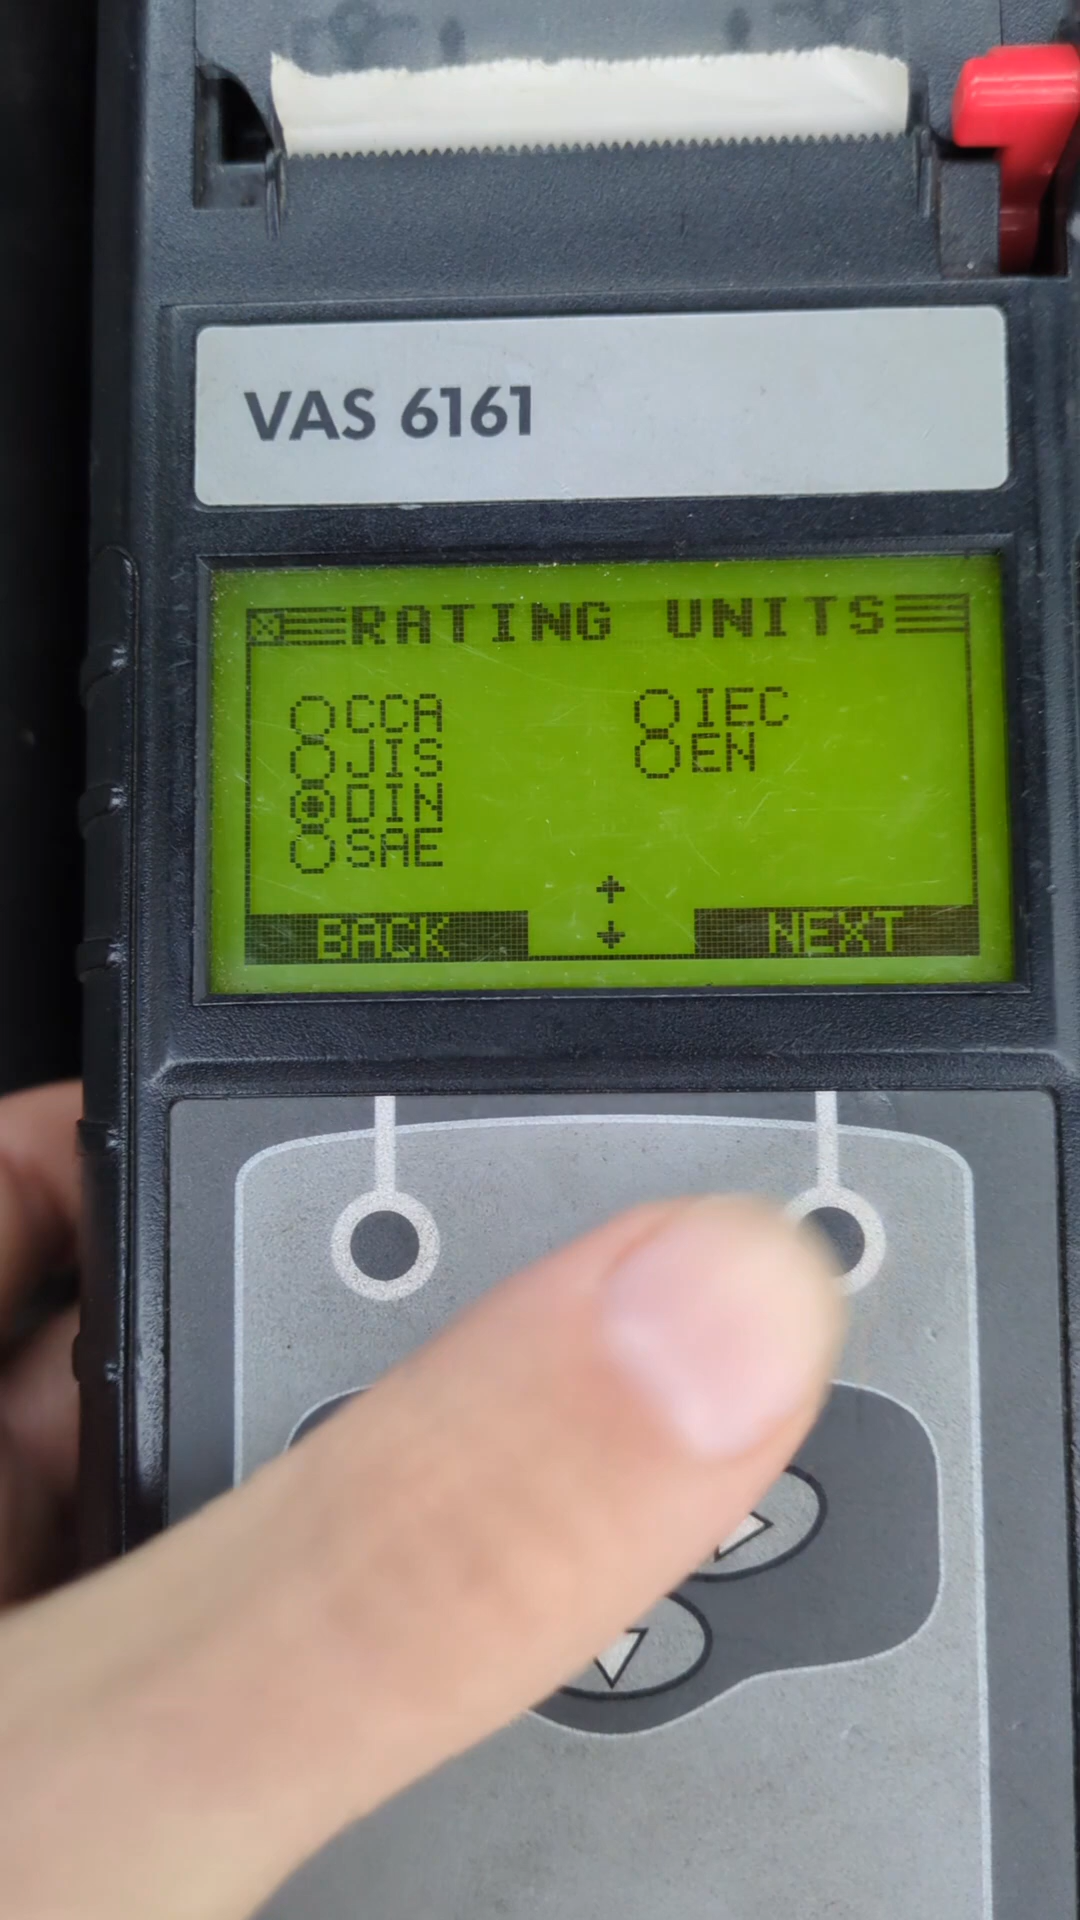 VAS 6161
RATING UNITS
CCA
JIS
DIN
SAE
IEC
EN
BACK
NEXT